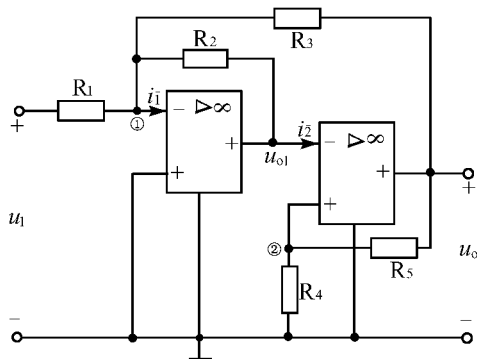 R3
R2
R1
i1⁻
①
− ▷ ∞
+
+
uo1
i2⁻
− ▷ ∞
+
+
+
+
u1
②
R5
R4
uo
−
−